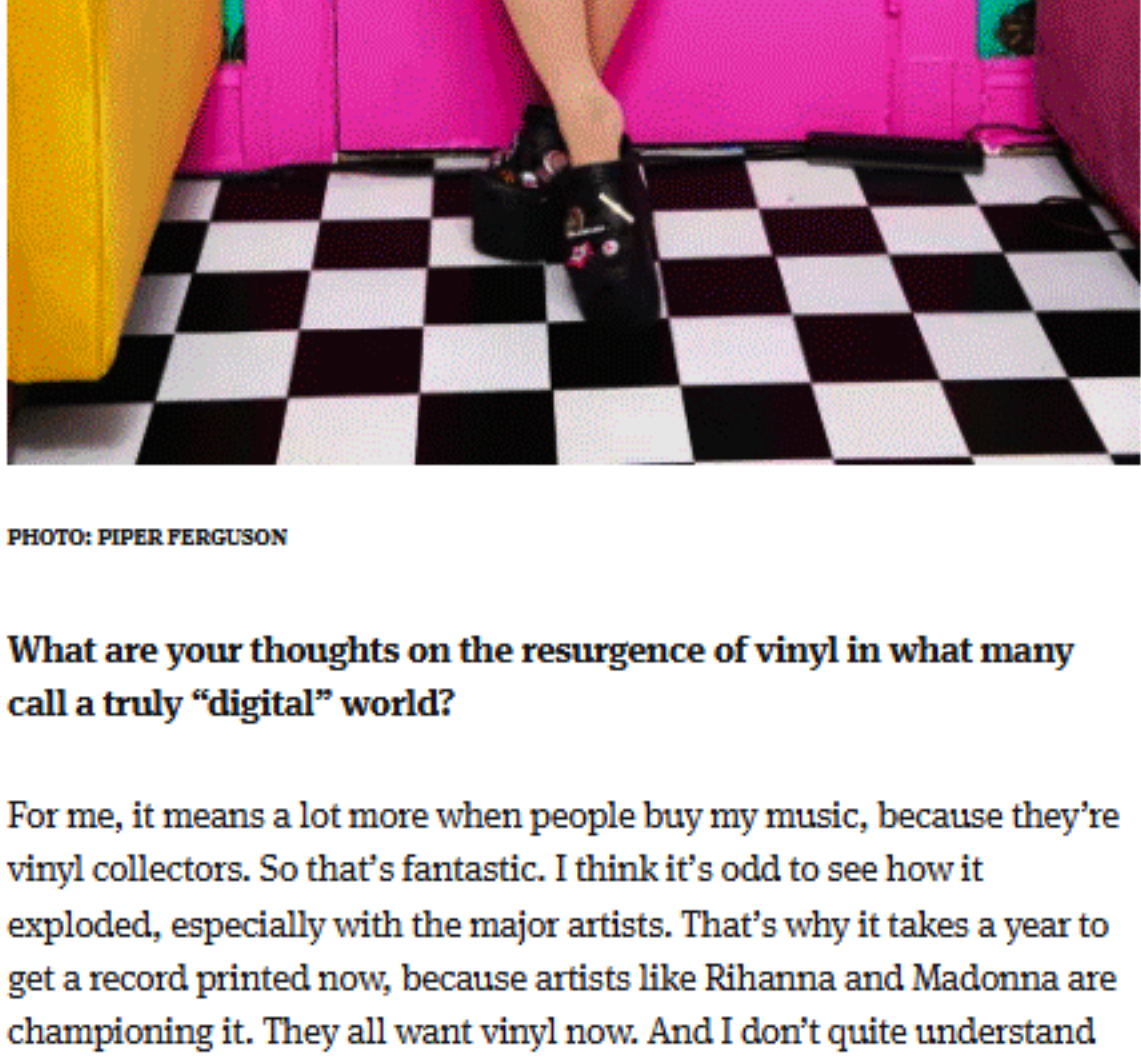 PHOTO: PIPER FERGUSON
What are your thoughts on the resurgence of vinyl in what many
call a truly “digital” world?
For me, it means a lot more when people buy my music, because they’re
vinyl collectors. So that’s fantastic. I think it’s odd to see how it
exploded, especially with the major artists. That’s why it takes a year to
get a record printed now, because artists like Rihanna and Madonna are
championing it. They all want vinyl now. And I don’t quite understand